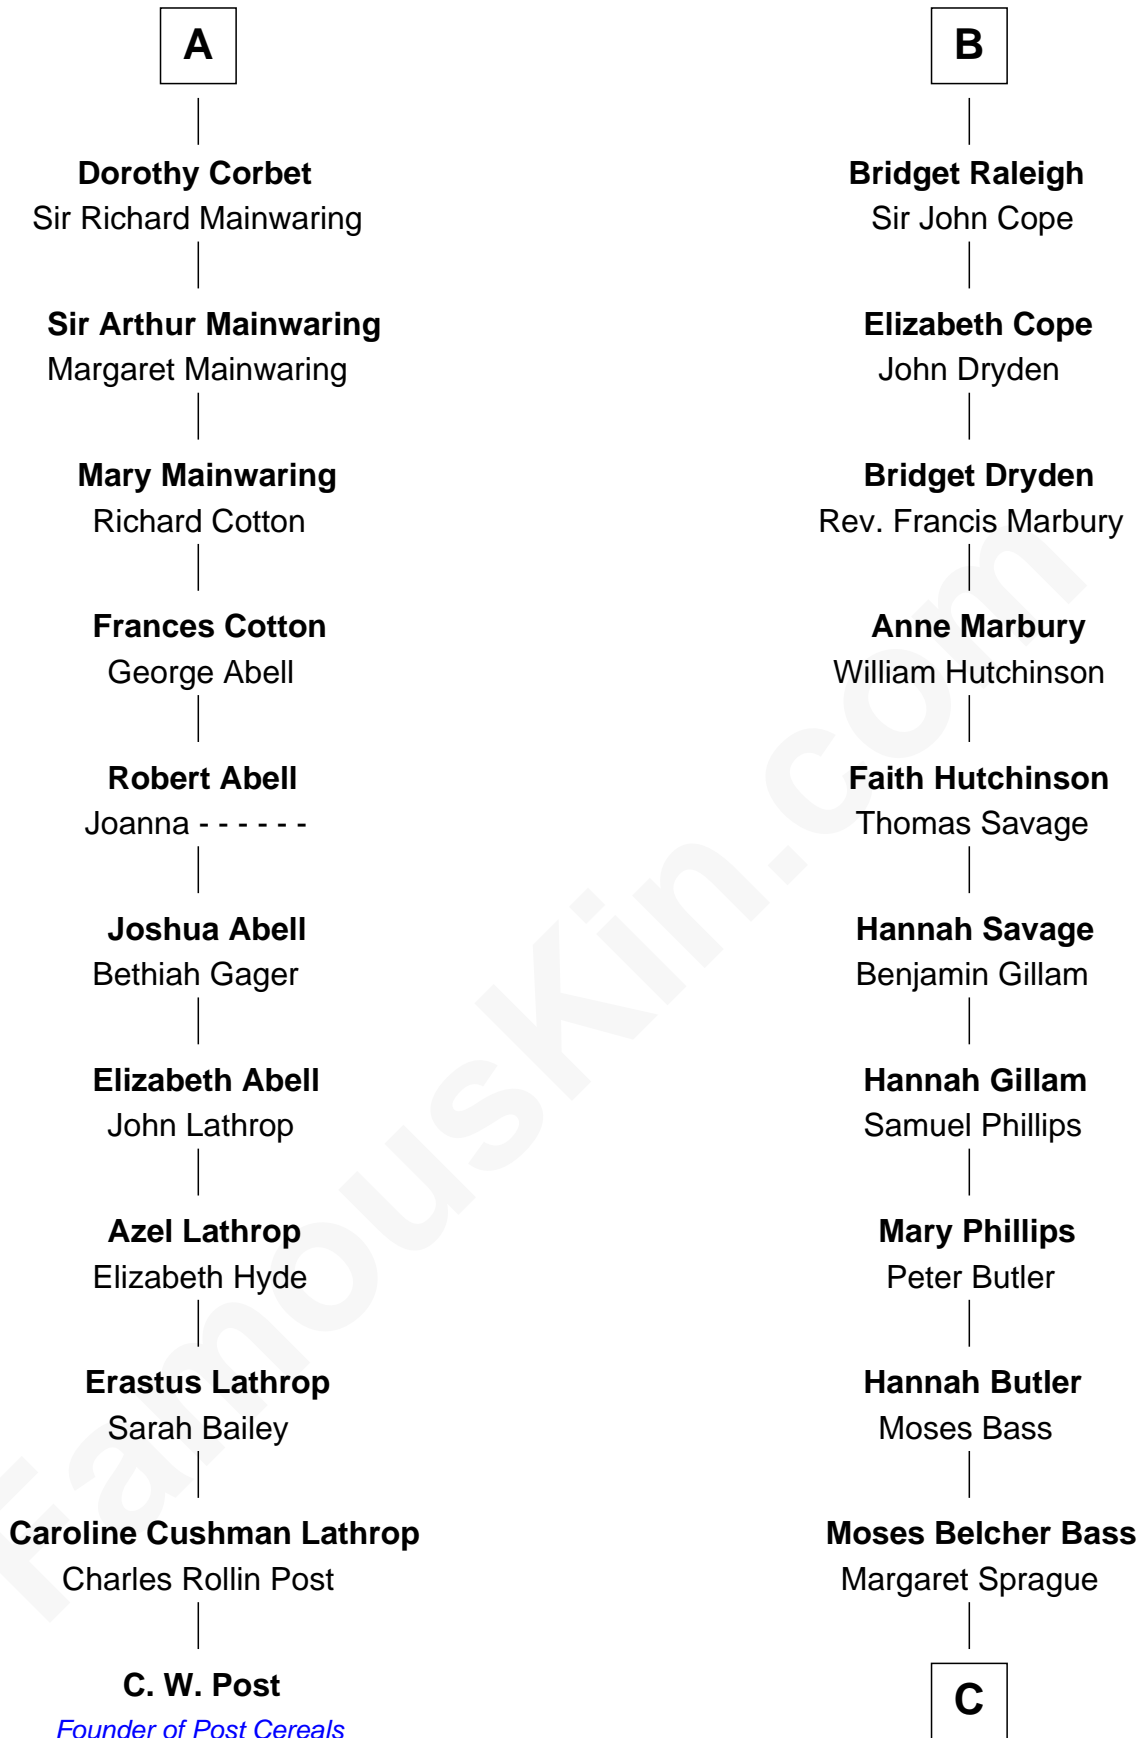 A
Dorothy Corbet
Sir Richard Mainwaring
Sir Arthur Mainwaring
Margaret Mainwaring
Mary Mainwaring
Richard Cotton
Frances Cotton
George Abell
Robert Abell
Joanna - - - - - -
Joshua Abell
Bethiah Gager
Elizabeth Abell
John Lathrop
Azel Lathrop
Elizabeth Hyde
Erastus Lathrop
Sarah Bailey
Caroline Cushman Lathrop
Charles Rollin Post
C. W. Post
Founder of Post Cereals
B
Bridget Raleigh
Sir John Cope
Elizabeth Cope
John Dryden
Bridget Dryden
Rev. Francis Marbury
Anne Marbury
William Hutchinson
Faith Hutchinson
Thomas Savage
Hannah Savage
Benjamin Gillam
Hannah Gillam
Samuel Phillips
Mary Phillips
Peter Butler
Hannah Butler
Moses Bass
Moses Belcher Bass
Margaret Sprague
C
FamousKin.com